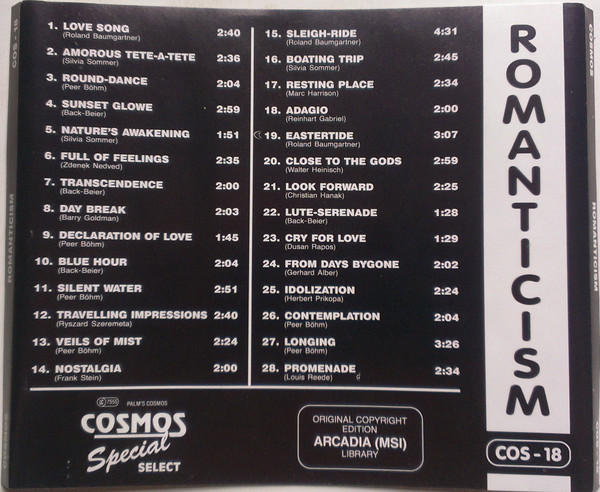 1. LOVE SONG 2:40
(Roland Baumgartner)
2. AMOROUS TETE-A-TETE 2:36
(Silvia Sommer)
3. ROUND-DANCE 2:04
(Peer Böhm)
4. SUNSET GLOWE 2:59
(Back-Beier)
5. NATURE'S AWAKENING 1:51
(Silvia Sommer)
6. FULL OF FEELINGS 2:35
(Zdenek Nedved)
7. TRANSCENDENCE 2:00
(Back-Beier)
8. DAY BREAK 2:03
(Barry Goldman)
9. DECLARATION OF LOVE 1:45
(Peer Böhm)
10. BLUE HOUR 2:04
(Back-Beier)
11. SILENT WATER 2:51
(Peer Böhm)
12. TRAVELLING IMPRESSIONS 2:40
(Ryszard Szeremeta)
13. VEILS OF MIST 2:24
(Peer Böhm)
14. NOSTALGIA 2:00
(Frank Stein)
15. SLEIGH-RIDE 4:31
(Roland Baumgartner)
16. BOATING TRIP 2:45
(Silvia Sommer)
17. RESTING PLACE 2:34
(Marc Harrison)
18. ADAGIO 2:00
(Reinhart Gabriel)
19. EASTERTIDE 3:07
(Roland Baumgartner)
20. CLOSE TO THE GODS 2:59
(Walter Heinisch)
21. LOOK FORWARD 2:25
(Christian Hanak)
22. LUTE-SERENADE 1:28
(Back-Beier)
23. CRY FOR LOVE 1:29
(Dusan Rapos)
24. FROM DAYS BYGONE 2:02
(Gerhard Alber)
25. IDOLIZATION 2:24
(Herbert Prikopa)
26. CONTEMPLATION 2:04
(Peer Böhm)
27. LONGING 3:26
(Peer Böhm)
28. PROMENADE 2:34
(Louis Reede)
PALM'S COSMOS
COSMOS
Special
SELECT
ORIGINAL COPYRIGHT
EDITION
ARCADIA (MSI)
LIBRARY
ROMANTICISM
COS - 18
COS - 18
ROMANTICISM
COSMOS
COSMOS
ROMANTICISM